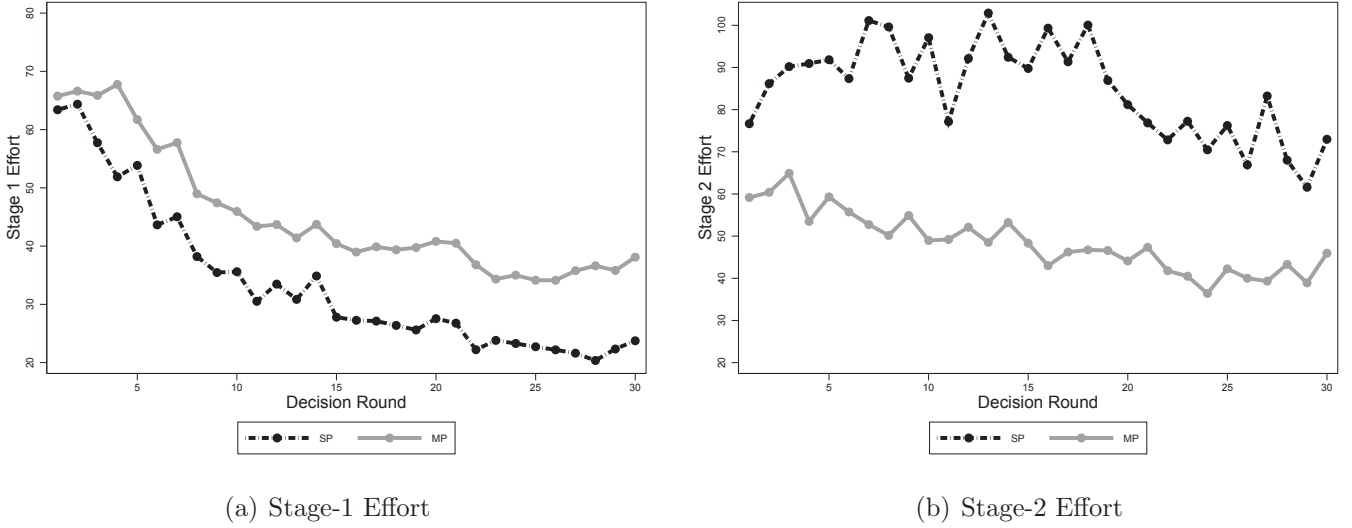 80
70
60
50
40
30
20
Stage 1 Effort
5 10 15 20 25 30
Decision Round
SP MP
(a) Stage-1 Effort
100
90
80
70
60
50
40
30
20
Stage 2 Effort
5 10 15 20 25 30
Decision Round
SP MP
(b) Stage-2 Effort